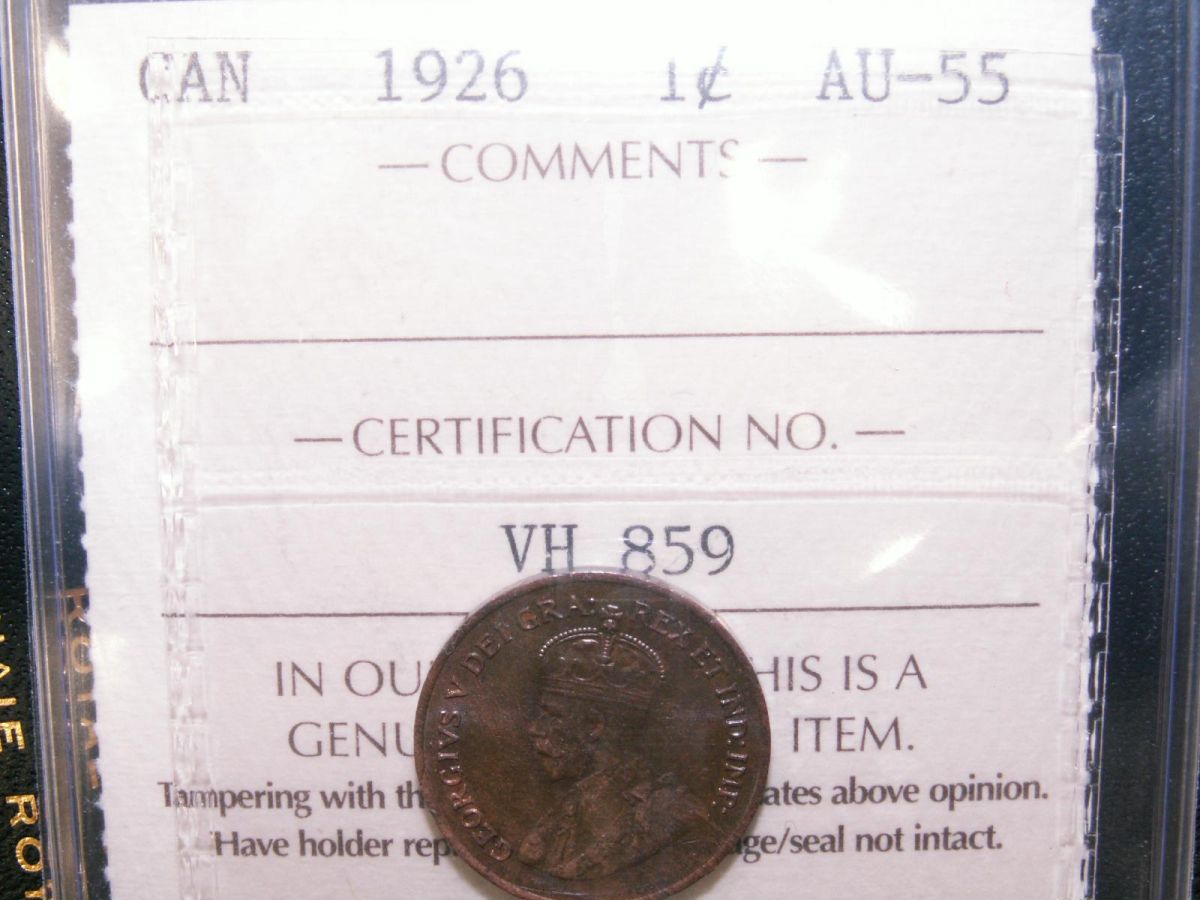 CAN 1926 1¢ AU-55
— COMMENTS —
— CERTIFICATION NO. —
VH 859
IN OU HIS IS A
GENU ITEM.
Tampering with th ates above opinion.
Have holder rep ge/seal not intact.
GEORGIVS V DEI GRA: REX ET IND: IMP:
ROYAL